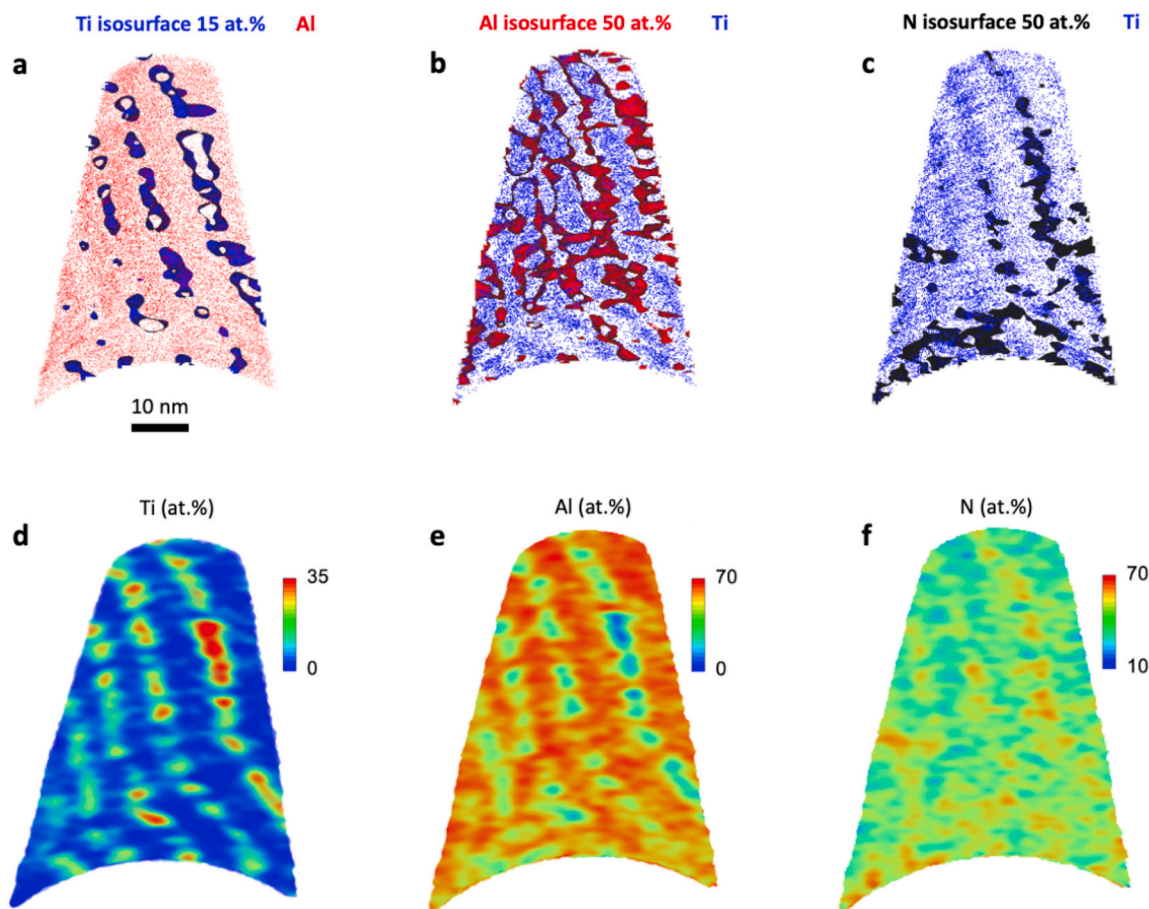 Ti isosurface 15 at.% Al
Al isosurface 50 at.% Ti
N isosurface 50 at.% Ti
a
b
c
10 nm
Ti (at.%)
Al (at.%)
N (at.%)
d
e
f
35
0
70
0
70
10